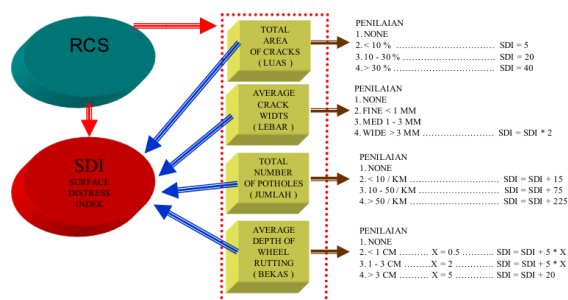 RCS
SDI
SURFACE
DISTRESS
INDEK
TOTAL
AREA
OF CRACKS
( LUAS )
PENILAIAN
1. NONE
2. < 10 % ........................... SDI = 5
3. 10 - 30 % ........................ SDI = 20
4. > 30 % ........................... SDI = 40
AVERAGE
CRACK
WIDTS
( LEBAR )
PENILAIAN
1. NONE
2. FINE < 1 MM
3. MED 1 - 3 MM
4. WIDE > 3 MM ..................... SDI = SDI * 2
TOTAL
NUMBER
OF POTHOLES
( JUMLAH )
PENILAIAN
1. NONE
2. < 10 / KM ........................ SDI = SDI + 15
3. 10 - 50 / KM ..................... SDI = SDI + 75
4. > 50 / KM ........................ SDI = SDI + 225
AVERAGE
DEPTH OF
WHEEL
RUTTING
( BEKAS )
PENILAIAN
1. NONE
2. < 1 CM .......... X = 0.5 .......... SDI = SDI + 5 * X
3. 1 - 3 CM ........ X = 2 ............ SDI = SDI + 5 * X
4. > 3 CM .......... X = 5 ............ SDI = SDI + 20